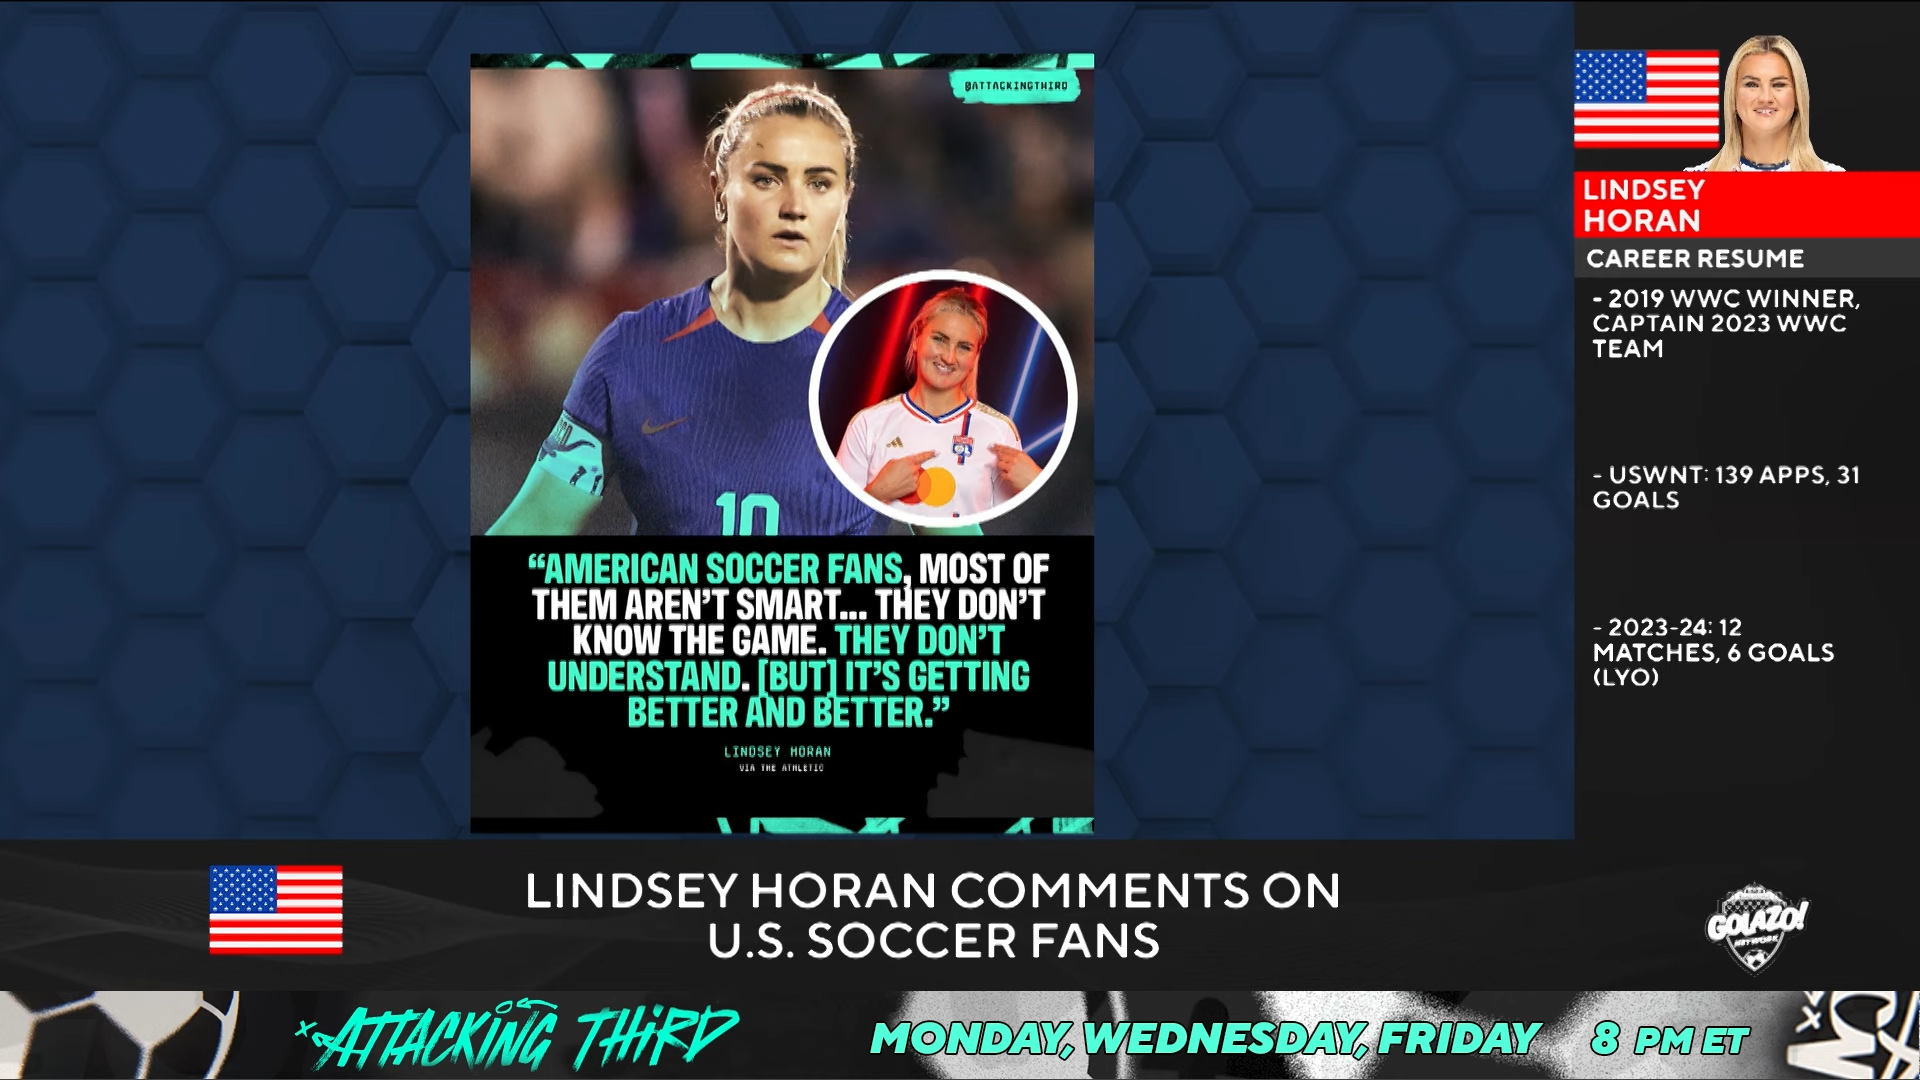 @ATTACKINGTHIRD
10
“AMERICAN SOCCER FANS, MOST OF
THEM AREN’T SMART... THEY DON’T
KNOW THE GAME. THEY DON’T
UNDERSTAND. [BUT] IT’S GETTING
BETTER AND BETTER.”
LINDSEY HORAN
VIA THE ATHLETIC
LINDSEY
HORAN
CAREER RESUME
- 2019 WWC WINNER,
CAPTAIN 2023 WWC
TEAM
- USWNT: 139 APPS, 31
GOALS
- 2023-24: 12
MATCHES, 6 GOALS
(LYO)
LINDSEY HORAN COMMENTS ON
U.S. SOCCER FANS
GOLAZO!
NETWORK
ATTACKING THIRD
MONDAY, WEDNESDAY, FRIDAY 8 PM ET